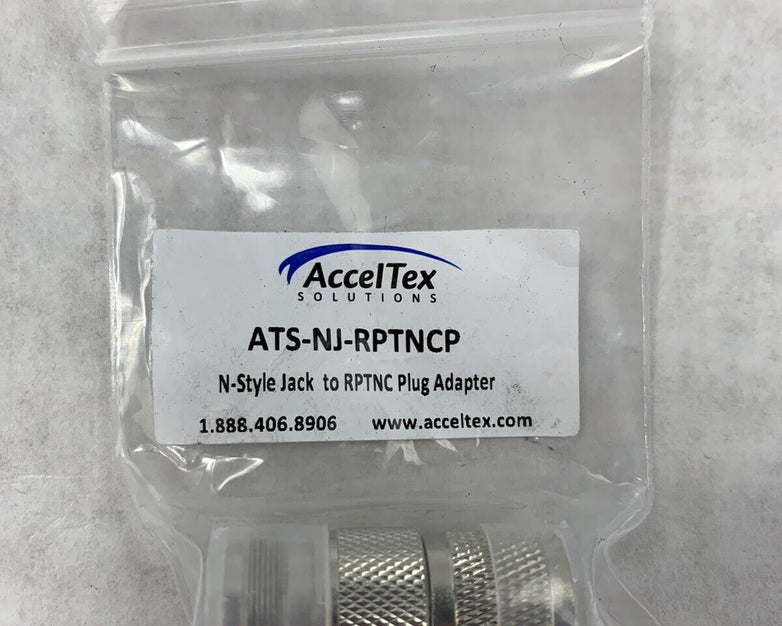 AccelTex
SOLUTIONS
ATS-NJ-RPTNCP
N-Style Jack to RPTNC Plug Adapter
1.888.406.8906 www.acceltex.com